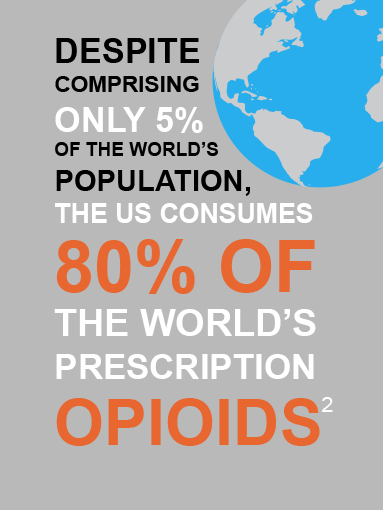 DESPITE
COMPRISING
ONLY 5%
OF THE WORLD’S
POPULATION,
THE US CONSUMES
80% OF
THE WORLD’S
PRESCRIPTION
OPIOIDS²